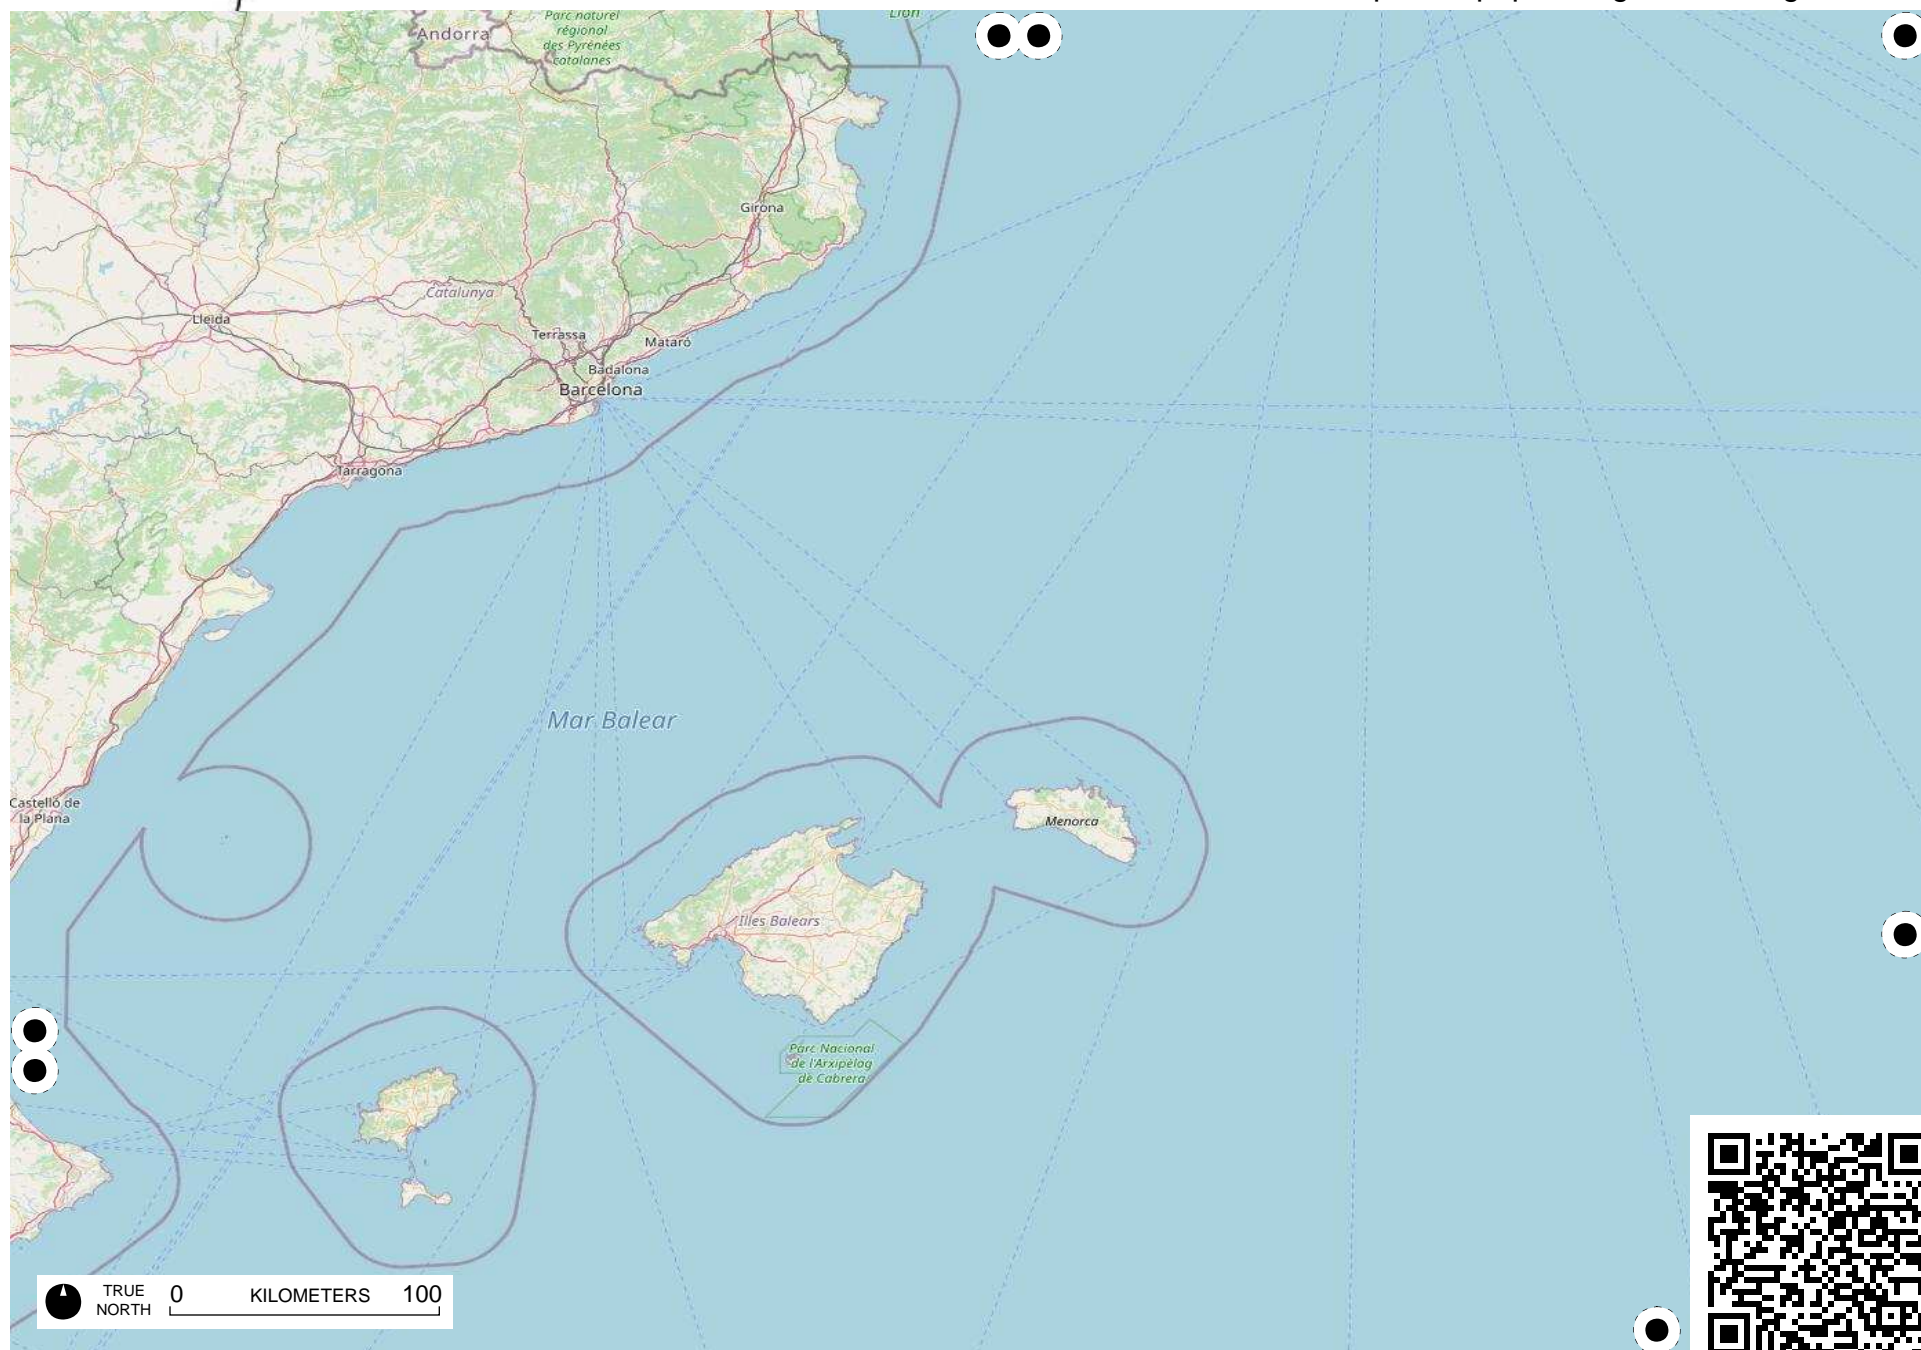 Andorra
Parc naturel
régional
des Pyrénées
catalanes
Lion
Girona
Catalunya
Lleida
Terrassa
Mataró
Badalona
Barcelona
Tarragona
Mar Balear
Castelló de
la Plana
Menorca
Illes Balears
Parc Nacional
de l'Arxipèlag
de Cabrera
TRUE
NORTH
0 KILOMETERS 100